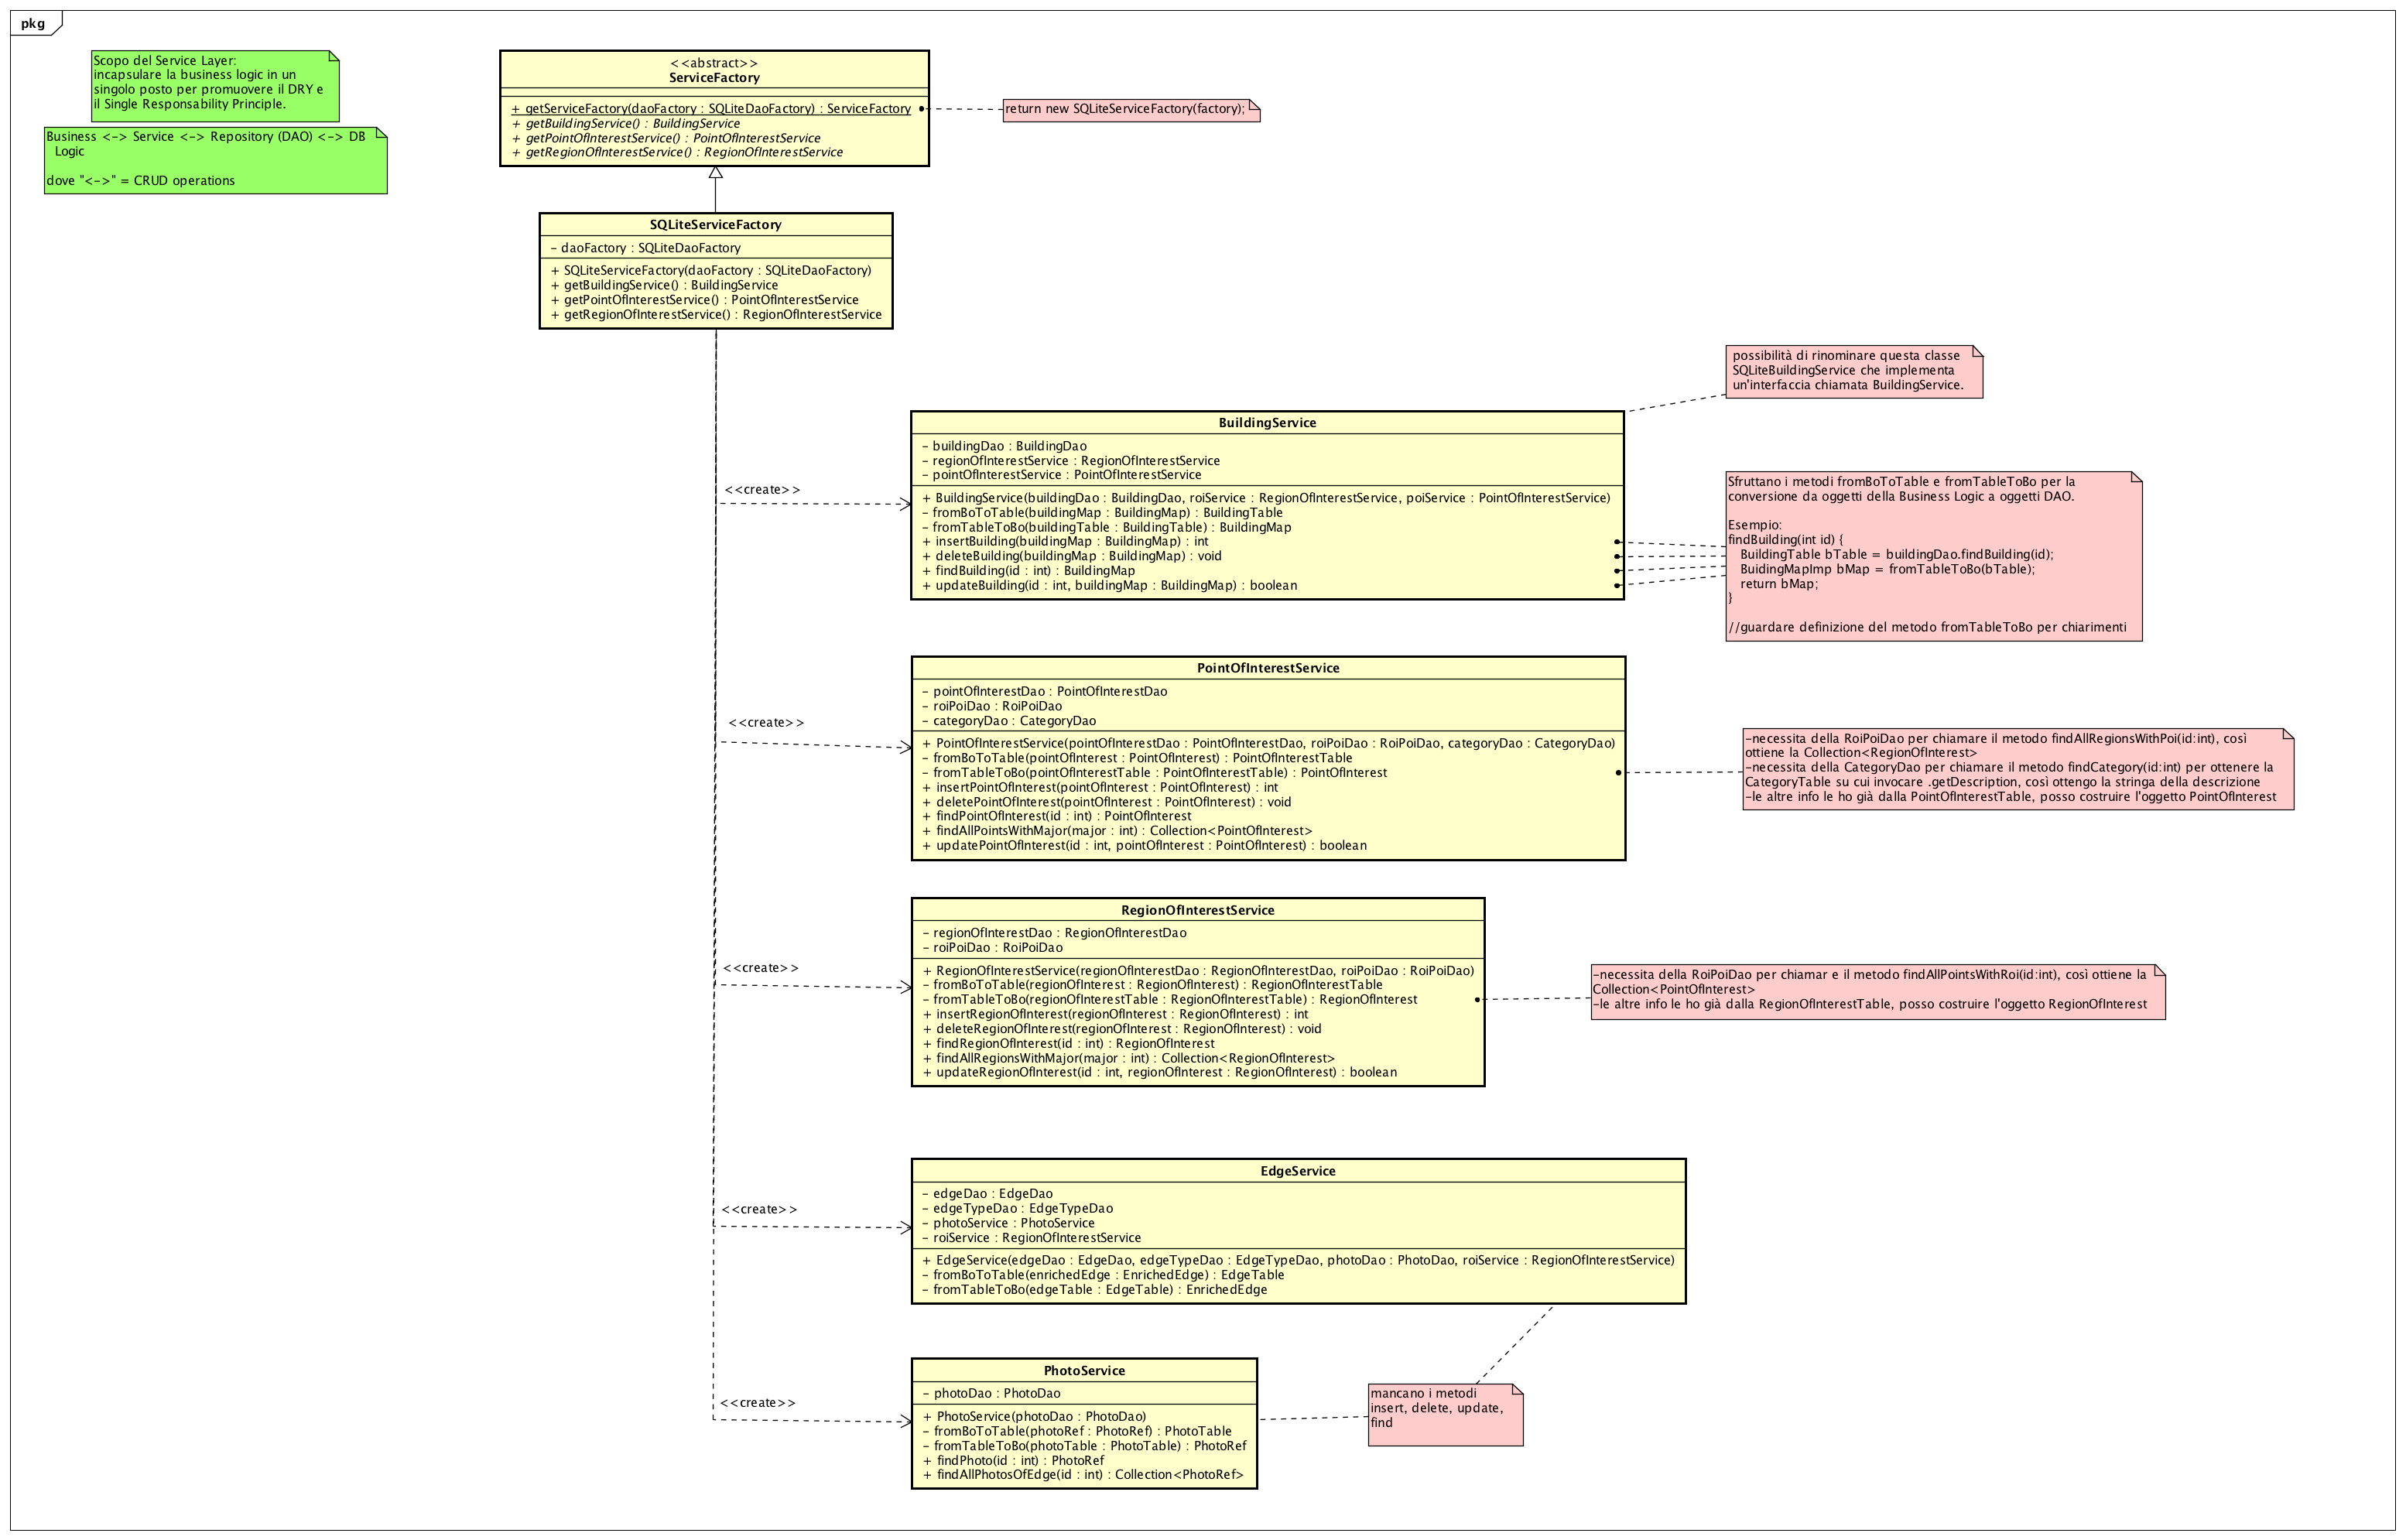 pkg
Scopo del Service Layer:
incapsulare la business logic in un
singolo posto per promuovere il DRY e
il Single Responsability Principle.
Business <-> Service <-> Repository (DAO) <-> DB
Logic
dove "<->" = CRUD operations
<<abstract>>
ServiceFactory
+ getServiceFactory(daoFactory : SQLiteDaoFactory) : ServiceFactory
+ getBuildingService() : BuildingService
+ getPointOfInterestService() : PointOfInterestService
+ getRegionOfInterestService() : RegionOfInterestService
return new SQLiteServiceFactory(factory);
SQLiteServiceFactory
- daoFactory : SQLiteDaoFactory
+ SQLiteServiceFactory(daoFactory : SQLiteDaoFactory)
+ getBuildingService() : BuildingService
+ getPointOfInterestService() : PointOfInterestService
+ getRegionOfInterestService() : RegionOfInterestService
possibilità di rinominare questa classe
SQLiteBuildingService che implementa
un'interfaccia chiamata BuildingService.
<<create>>
BuildingService
- buildingDao : BuildingDao
- regionOfInterestService : RegionOfInterestService
- pointOfInterestService : PointOfInterestService
+ BuildingService(buildingDao : BuildingDao, roiService : RegionOfInterestService, poiService : PointOfInterestService)
- fromBoToTable(buildingMap : BuildingMap) : BuildingTable
- fromTableToBo(buildingTable : BuildingTable) : BuildingMap
+ insertBuilding(buildingMap : BuildingMap) : int
+ deleteBuilding(buildingMap : BuildingMap) : void
+ findBuilding(id : int) : BuildingMap
+ updateBuilding(id : int, buildingMap : BuildingMap) : boolean
Sfruttano i metodi fromBoToTable e fromTableToBo per la
conversione da oggetti della Business Logic a oggetti DAO.
Esempio:
findBuilding(int id) {
BuildingTable bTable = buildingDao.findBuilding(id);
BuidingMapImp bMap = fromTableToBo(bTable);
return bMap;
}
//guardare definizione del metodo fromTableToBo per chiarimenti
<<create>>
PointOfInterestService
- pointOfInterestDao : PointOfInterestDao
- roiPoiDao : RoiPoiDao
- categoryDao : CategoryDao
+ PointOfInterestService(pointOfInterestDao : PointOfInterestDao, roiPoiDao : RoiPoiDao, categoryDao : CategoryDao)
- fromBoToTable(pointOfInterest : PointOfInterest) : PointOfInterestTable
- fromTableToBo(pointOfInterestTable : PointOfInterestTable) : PointOfInterest
+ insertPointOfInterest(pointOfInterest : PointOfInterest) : int
+ deletePointOfInterest(pointOfInterest : PointOfInterest) : void
+ findPointOfInterest(id : int) : PointOfInterest
+ findAllPointsWithMajor(major : int) : Collection<PointOfInterest>
+ updatePointOfInterest(id : int, pointOfInterest : PointOfInterest) : boolean
-necessita della RoiPoiDao per chiamare il metodo findAllRegionsWithPoi(id:int), così
ottiene la Collection<RegionOfInterest>
-necessita della CategoryDao per chiamare il metodo findCategory(id:int) per ottenere la
CategoryTable su cui invocare .getDescription, così ottengo la stringa della descrizione
-le altre info le ho già dalla PointOfInterestTable, posso costruire l'oggetto PointOfInterest
<<create>>
RegionOfInterestService
- regionOfInterestDao : RegionOfInterestDao
- roiPoiDao : RoiPoiDao
+ RegionOfInterestService(regionOfInterestDao : RegionOfInterestDao, roiPoiDao : RoiPoiDao)
- fromBoToTable(regionOfInterest : RegionOfInterest) : RegionOfInterestTable
- fromTableToBo(regionOfInterestTable : RegionOfInterestTable) : RegionOfInterest
+ insertRegionOfInterest(regionOfInterest : RegionOfInterest) : int
+ deleteRegionOfInterest(regionOfInterest : RegionOfInterest) : void
+ findRegionOfInterest(id : int) : RegionOfInterest
+ findAllRegionsWithMajor(major : int) : Collection<RegionOfInterest>
+ updateRegionOfInterest(id : int, regionOfInterest : RegionOfInterest) : boolean
-necessita della RoiPoiDao per chiamar e il metodo findAllPointsWithRoi(id:int), così ottiene la
Collection<PointOfInterest>
-le altre info le ho già dalla RegionOfInterestTable, posso costruire l'oggetto RegionOfInterest
<<create>>
EdgeService
- edgeDao : EdgeDao
- edgeTypeDao : EdgeTypeDao
- photoService : PhotoService
- roiService : RegionOfInterestService
+ EdgeService(edgeDao : EdgeDao, edgeTypeDao : EdgeTypeDao, photoDao : PhotoDao, roiService : RegionOfInterestService)
- fromBoToTable(enrichedEdge : EnrichedEdge) : EdgeTable
- fromTableToBo(edgeTable : EdgeTable) : EnrichedEdge
<<create>>
PhotoService
- photoDao : PhotoDao
+ PhotoService(photoDao : PhotoDao)
- fromBoToTable(photoRef : PhotoRef) : PhotoTable
- fromTableToBo(photoTable : PhotoTable) : PhotoRef
+ findPhoto(id : int) : PhotoRef
+ findAllPhotosOfEdge(id : int) : Collection<PhotoRef>
mancano i metodi
insert, delete, update,
find